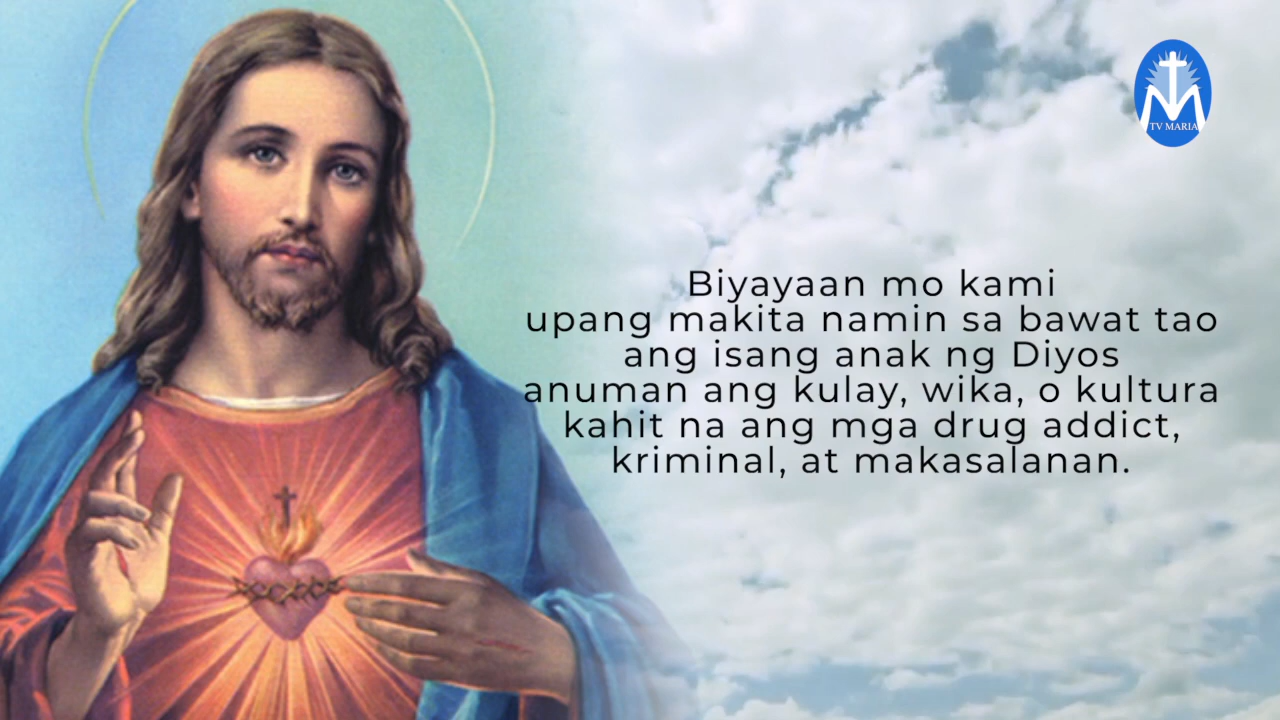 TV MARIA
Biyayaan mo kami
upang makita namin sa bawat tao
ang isang anak ng Diyos
anuman ang kulay, wika, o kultura
kahit na ang mga drug addict,
kriminal, at makasalanan.